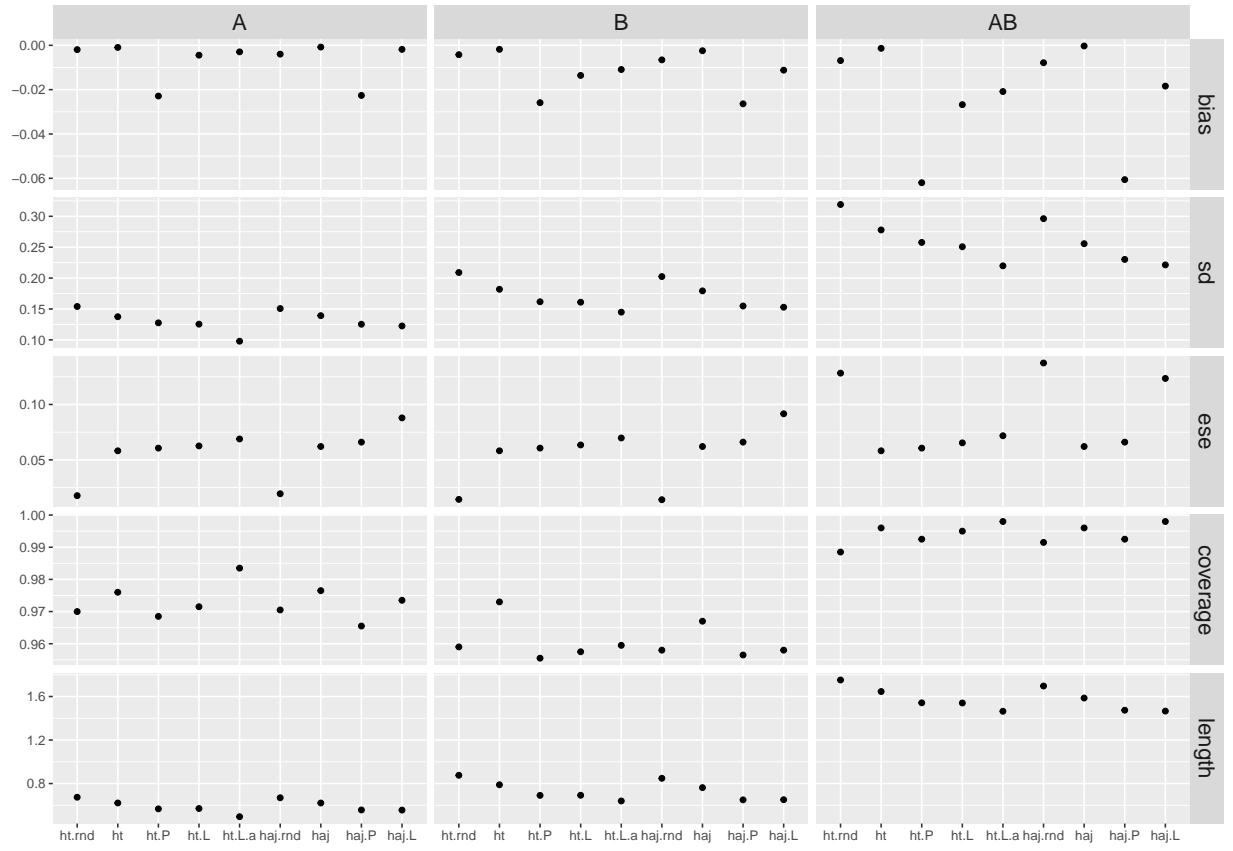 A B AB
0.00
−0.02
−0.04
−0.06
bias
0.30
0.25
0.20
0.15
0.10
sd
0.10
0.05
ese
1.00
0.99
0.98
0.97
0.96
coverage
1.6
1.2
0.8
length
ht.rnd ht ht.P ht.L ht.L.a haj.rnd haj haj.P haj.L ht.rnd ht ht.P ht.L ht.L.a haj.rnd haj haj.P haj.L ht.rnd ht ht.P ht.L ht.L.a haj.rnd haj haj.P haj.L